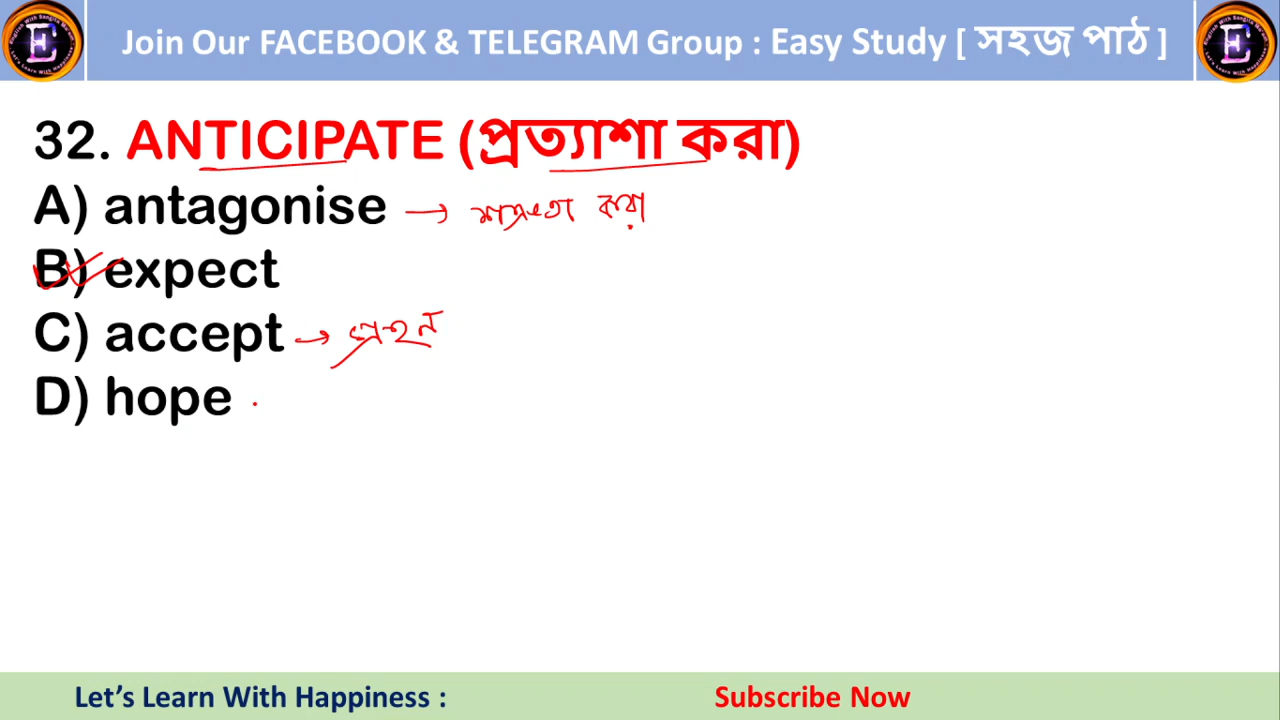 Join Our FACEBOOK & TELEGRAM Group : Easy Study [ সহজ পাঠ ]
32. ANTICIPATE (প্রত্যাশা করা)
A) antagonise → শত্রুতা করা
B) expect
C) accept → গ্রহন
D) hope
Let’s Learn With Happiness : Subscribe Now